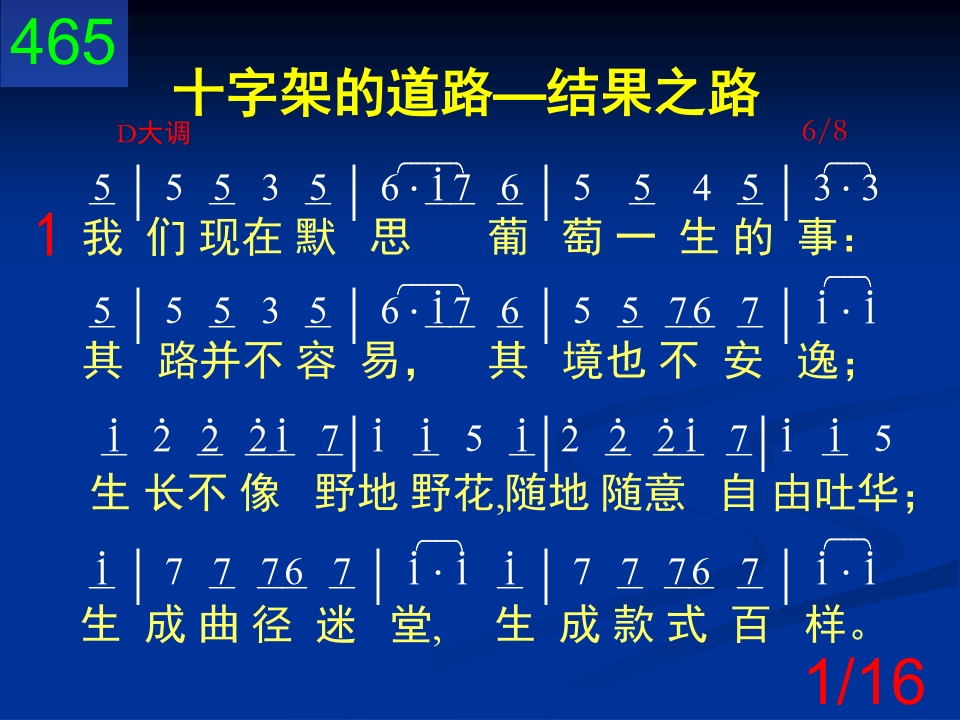 465
十字架的道路—结果之路
D大调 6/8
5 | 5 5 3 5 | 6 · i 7 6 | 5 5 4 5 | 3 · 3
1 我 们 现在 默 思 葡 萄 一 生 的 事：
5 | 5 5 3 5 | 6 · i 7 6 | 5 5 7 6 7 | i · i
其 路并不 容 易， 其 境也 不 安 逸；
i 2̇ 2̇ 2̇ i 7 | i i 5 i | 2̇ 2̇ 2̇ i 7 | i i 5
生 长不 像 野地 野花,随地 随意 自 由吐华；
i | 7 7 7 6 7 | i · i i | 7 7 7 6 7 | i · i
生 成 曲 径 迷 堂, 生 成 款 式 百 样。
1/16